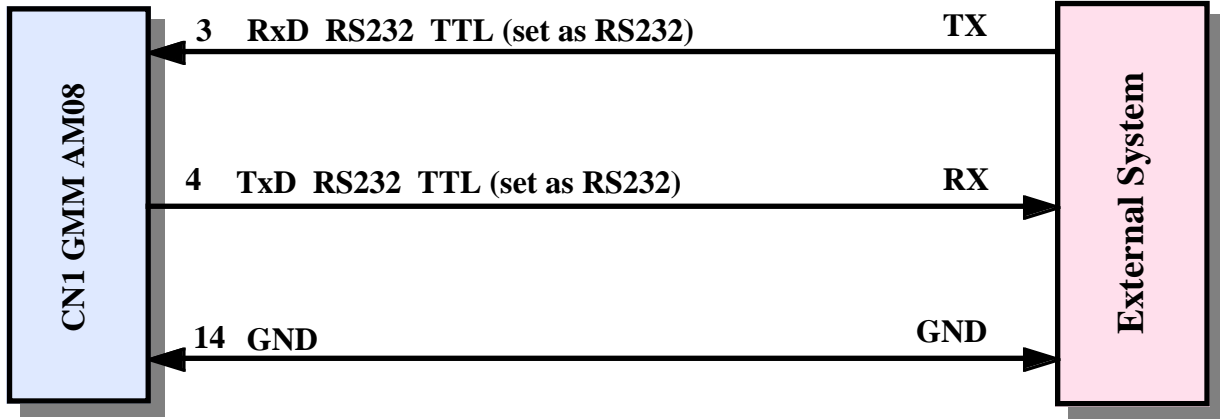 CN1 GMM AM08
3 RxD RS232 TTL (set as RS232) TX
4 TxD RS232 TTL (set as RS232) RX
14 GND GND
External System